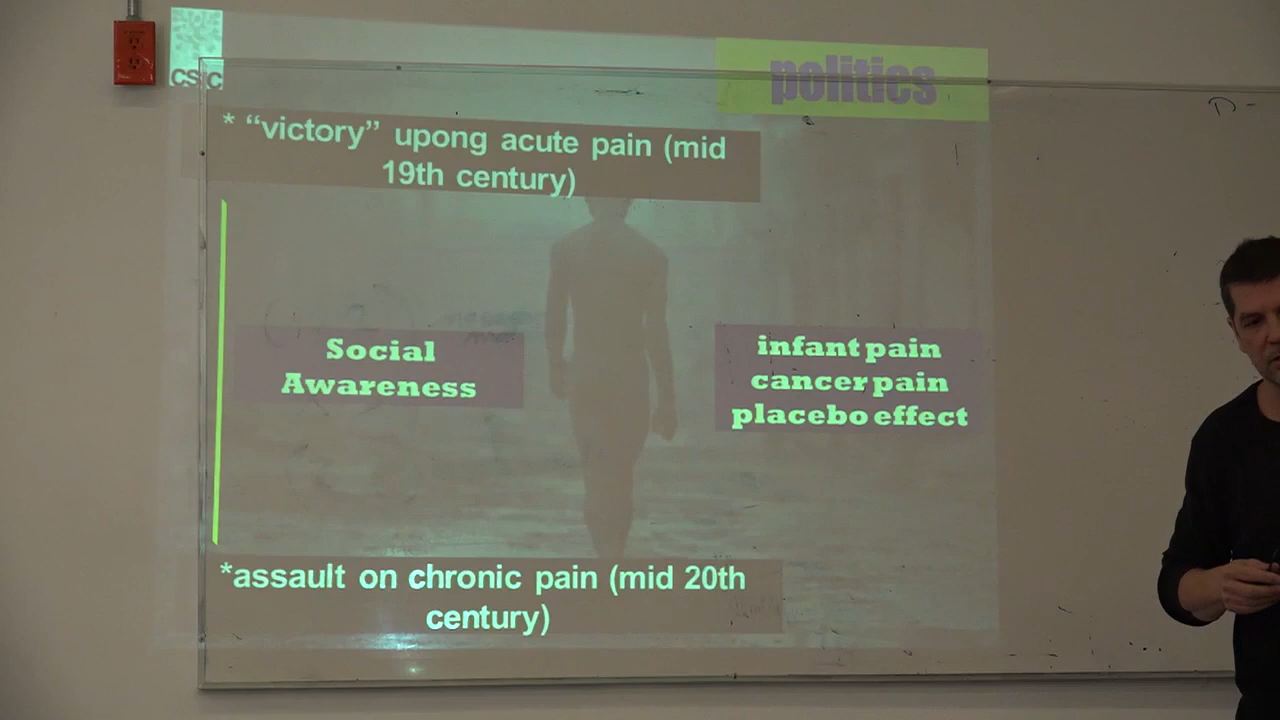 CSIC
politics
* “victory” upong acute pain (mid
19th century)
Social
Awareness
infant pain
cancer pain
placebo effect
*assault on chronic pain (mid 20th
century)